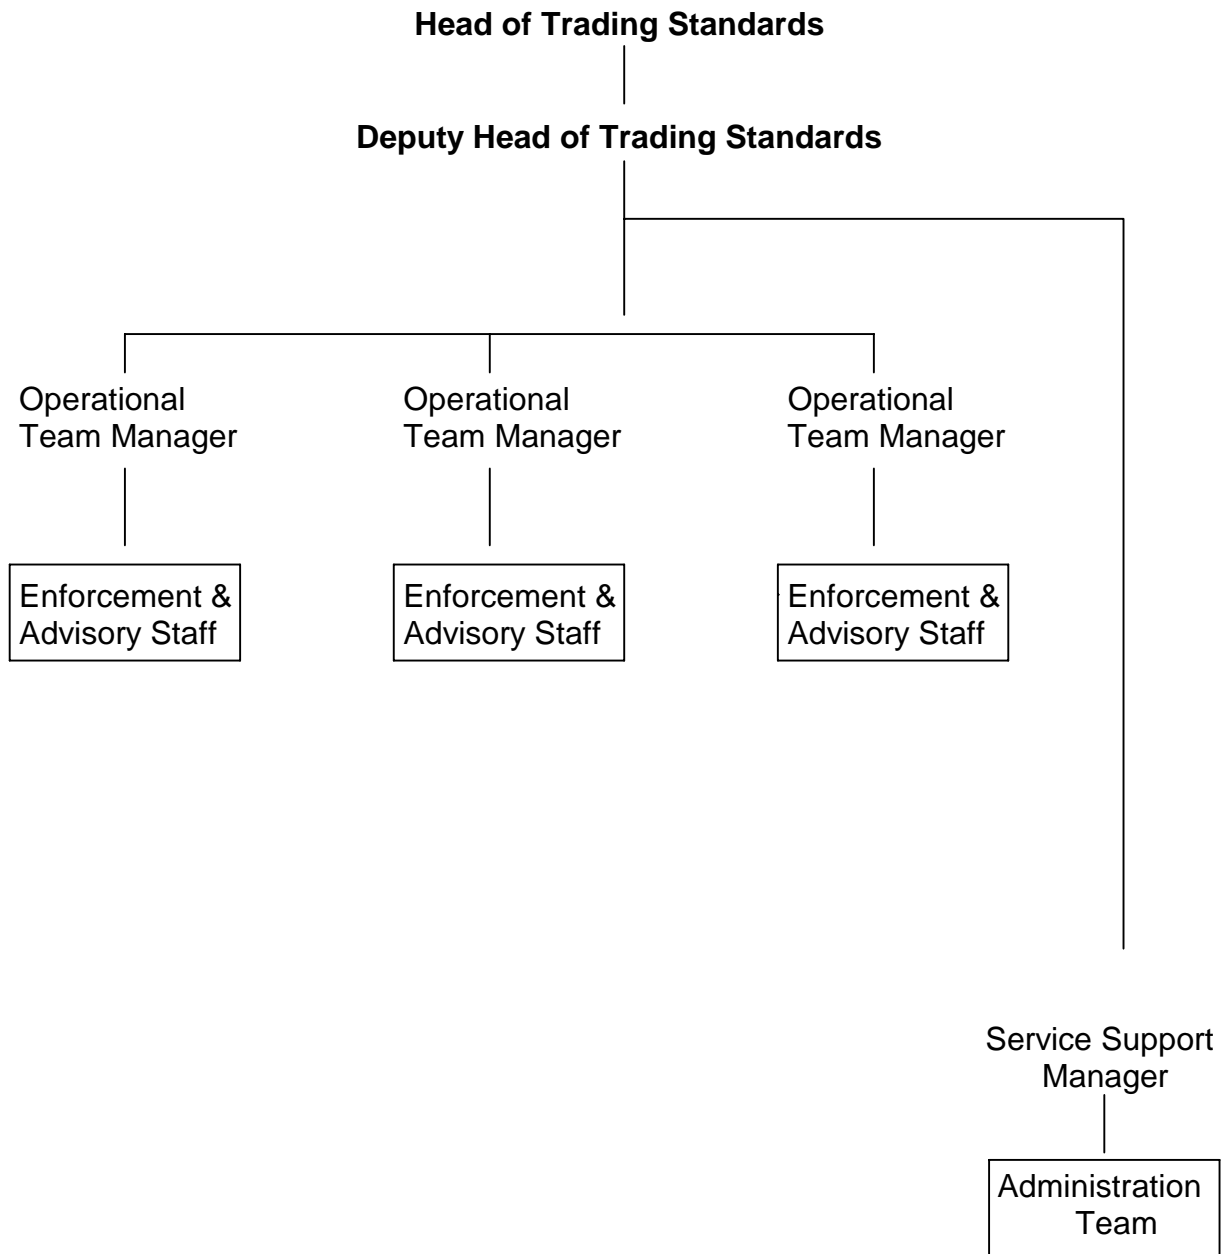 Head of Trading Standards
Deputy Head of Trading Standards
Operational
Team Manager
Operational
Team Manager
Operational
Team Manager
Enforcement &
Advisory Staff
Enforcement &
Advisory Staff
Enforcement &
Advisory Staff
Service Support
Manager
Administration
Team